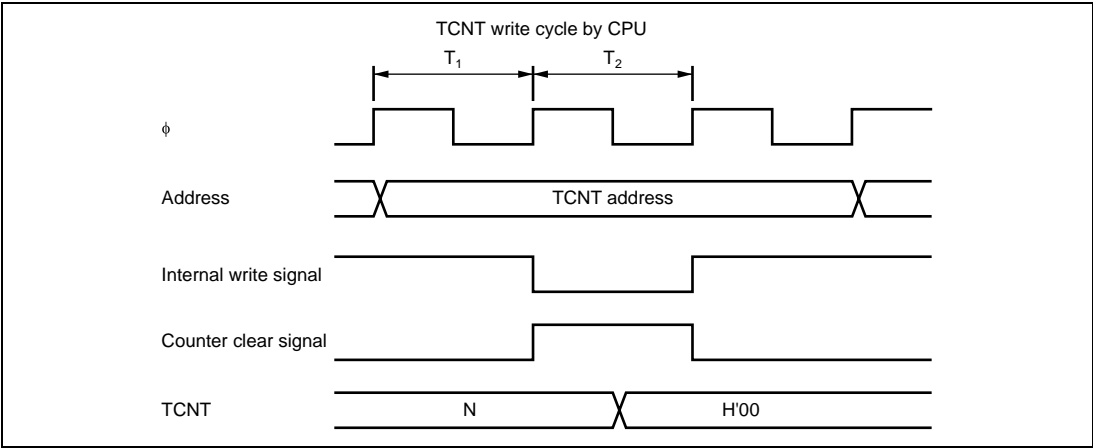 TCNT write cycle by CPU
T1 T2
ϕ
Address TCNT address
Internal write signal
Counter clear signal
TCNT N H'00